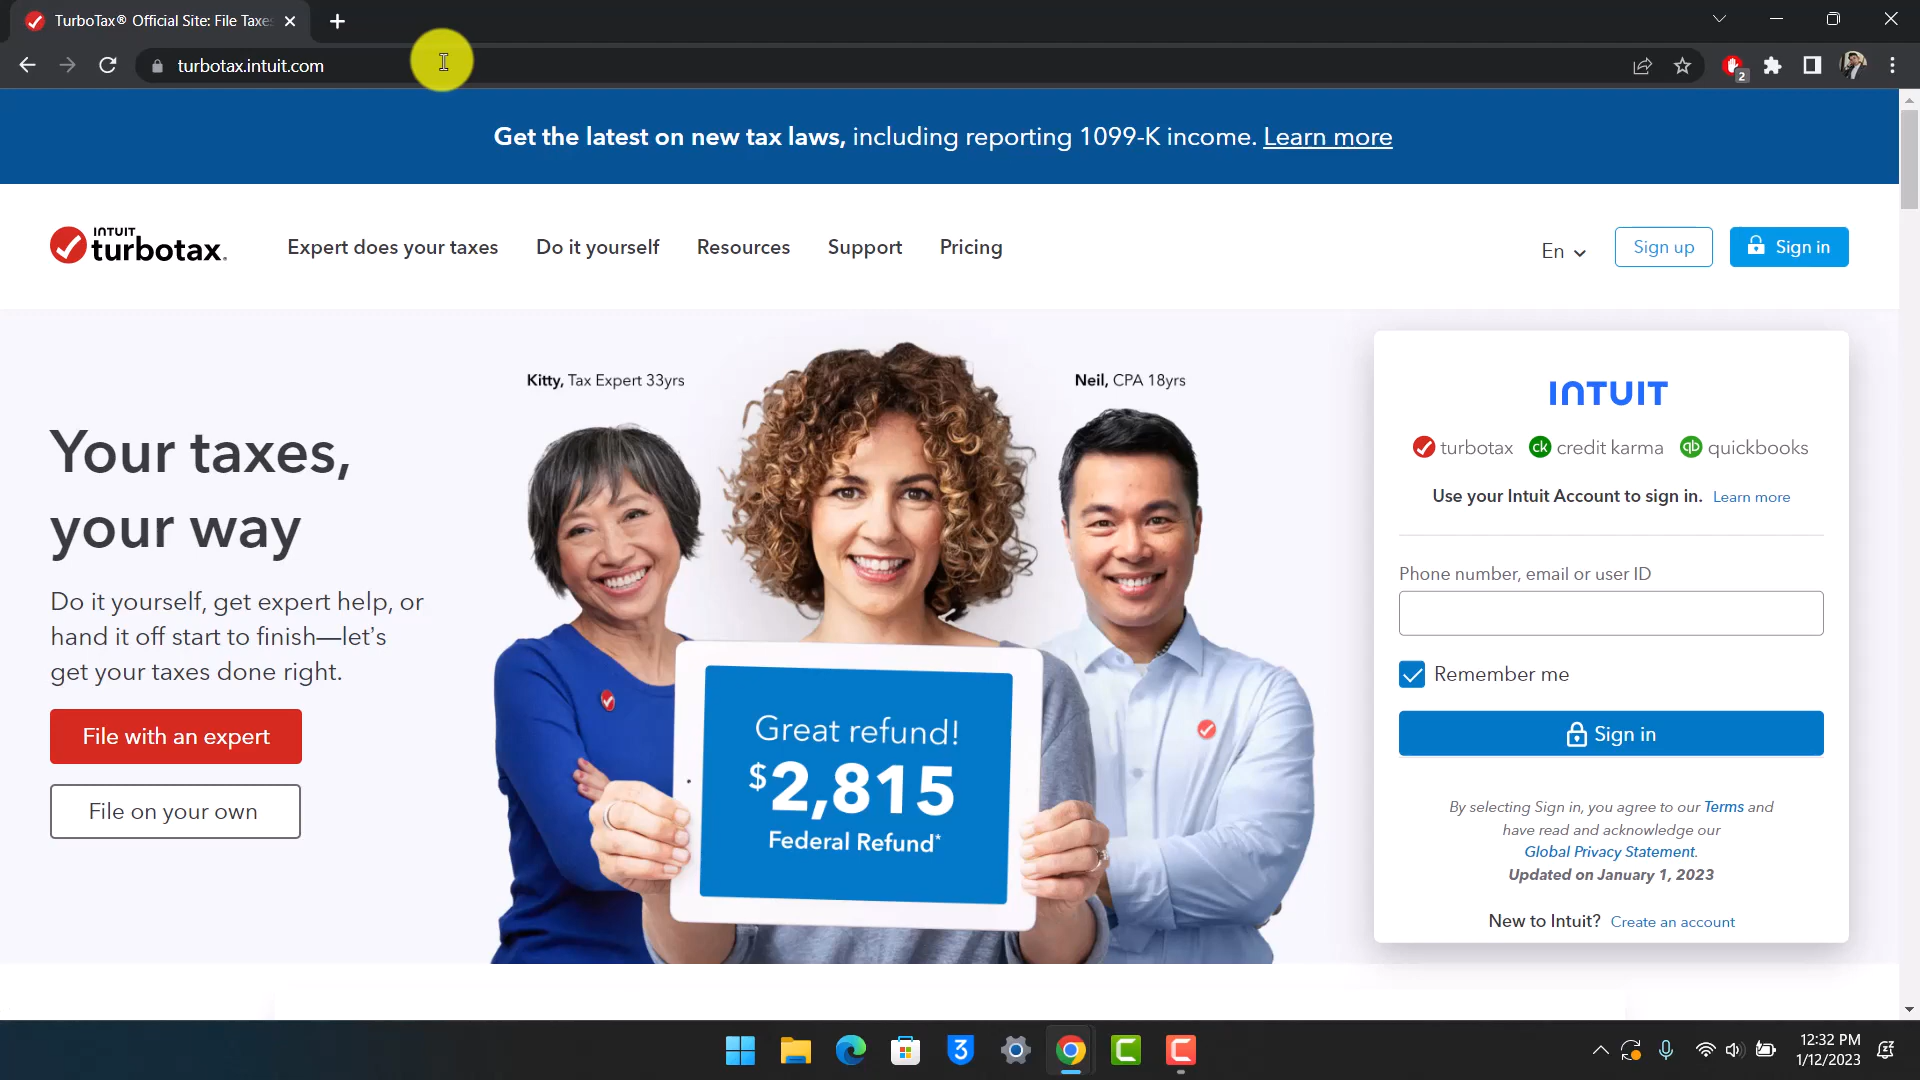 TurboTax® Official Site: File Taxes
turbotax.intuit.com
2
Get the latest on new tax laws, including reporting 1099-K income. Learn more
INTUIT
turbotax.
Expert does your taxes
Do it yourself
Resources
Support
Pricing
En
Sign up
Sign in
Your taxes,
your way
Do it yourself, get expert help, or
hand it off start to finish—let's
get your taxes done right.
File with an expert
File on your own
Kitty, Tax Expert 33yrs
Neil, CPA 18yrs
Great refund!
$2,815
Federal Refund*
INTUIT
turbotax
ck credit karma
qb quickbooks
Use your Intuit Account to sign in. Learn more
Phone number, email or user ID
Remember me
Sign in
By selecting Sign in, you agree to our Terms and
have read and acknowledge our
Global Privacy Statement.
Updated on January 1, 2023
New to Intuit? Create an account
3
12:32 PM
1/12/2023